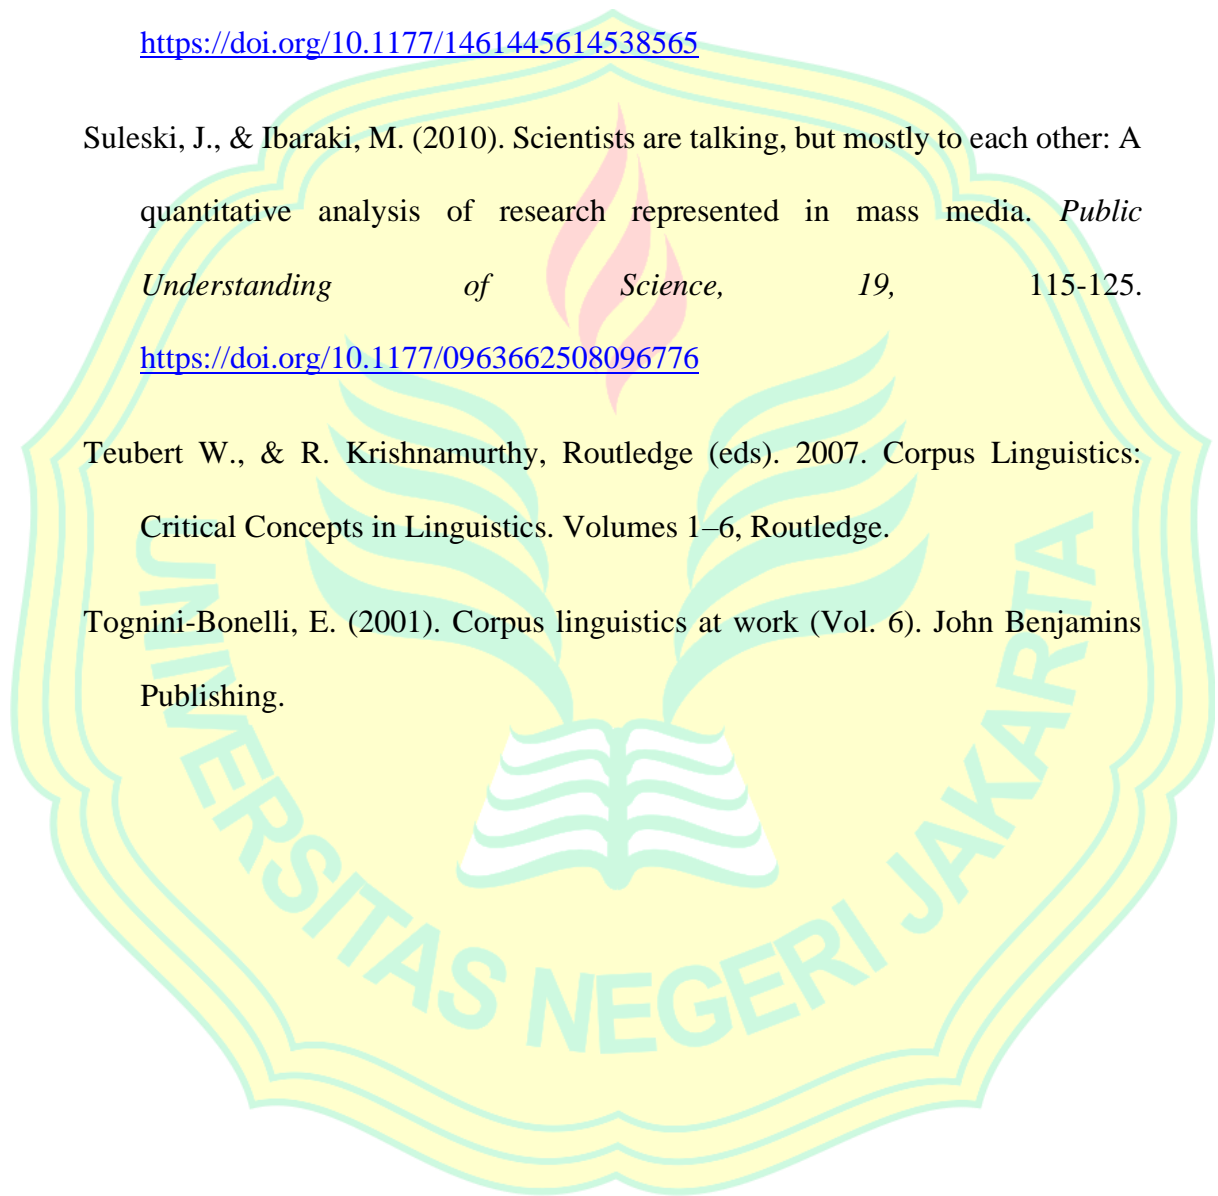 https://doi.org/10.1177/1461445614538565
Suleski, J., & Ibaraki, M. (2010). Scientists are talking, but mostly to each other: A
quantitative analysis of research represented in mass media. Public
Understanding of Science, 19, 115-125.
https://doi.org/10.1177/0963662508096776
Teubert W., & R. Krishnamurthy, Routledge (eds). 2007. Corpus Linguistics:
Critical Concepts in Linguistics. Volumes 1–6, Routledge.
Tognini-Bonelli, E. (2001). Corpus linguistics at work (Vol. 6). John Benjamins
Publishing.
UNIVERSITAS NEGERI JAKARTA